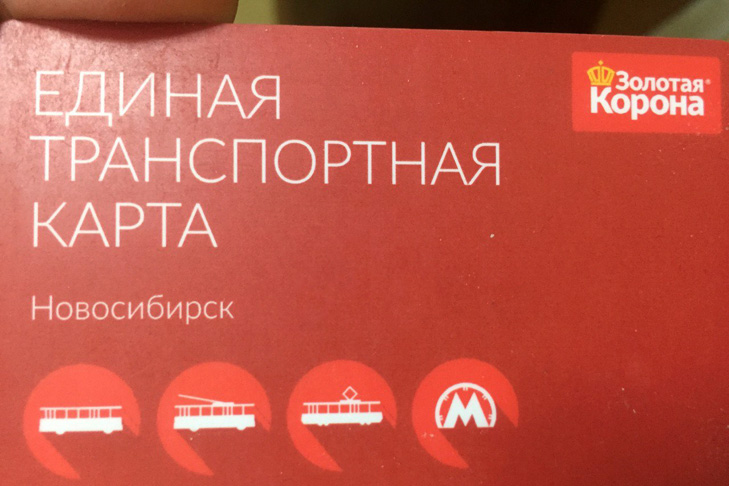 ЕДИНАЯ
ТРАНСПОРТНАЯ
КАРТА
Золотая®
Корона
Новосибирск
М